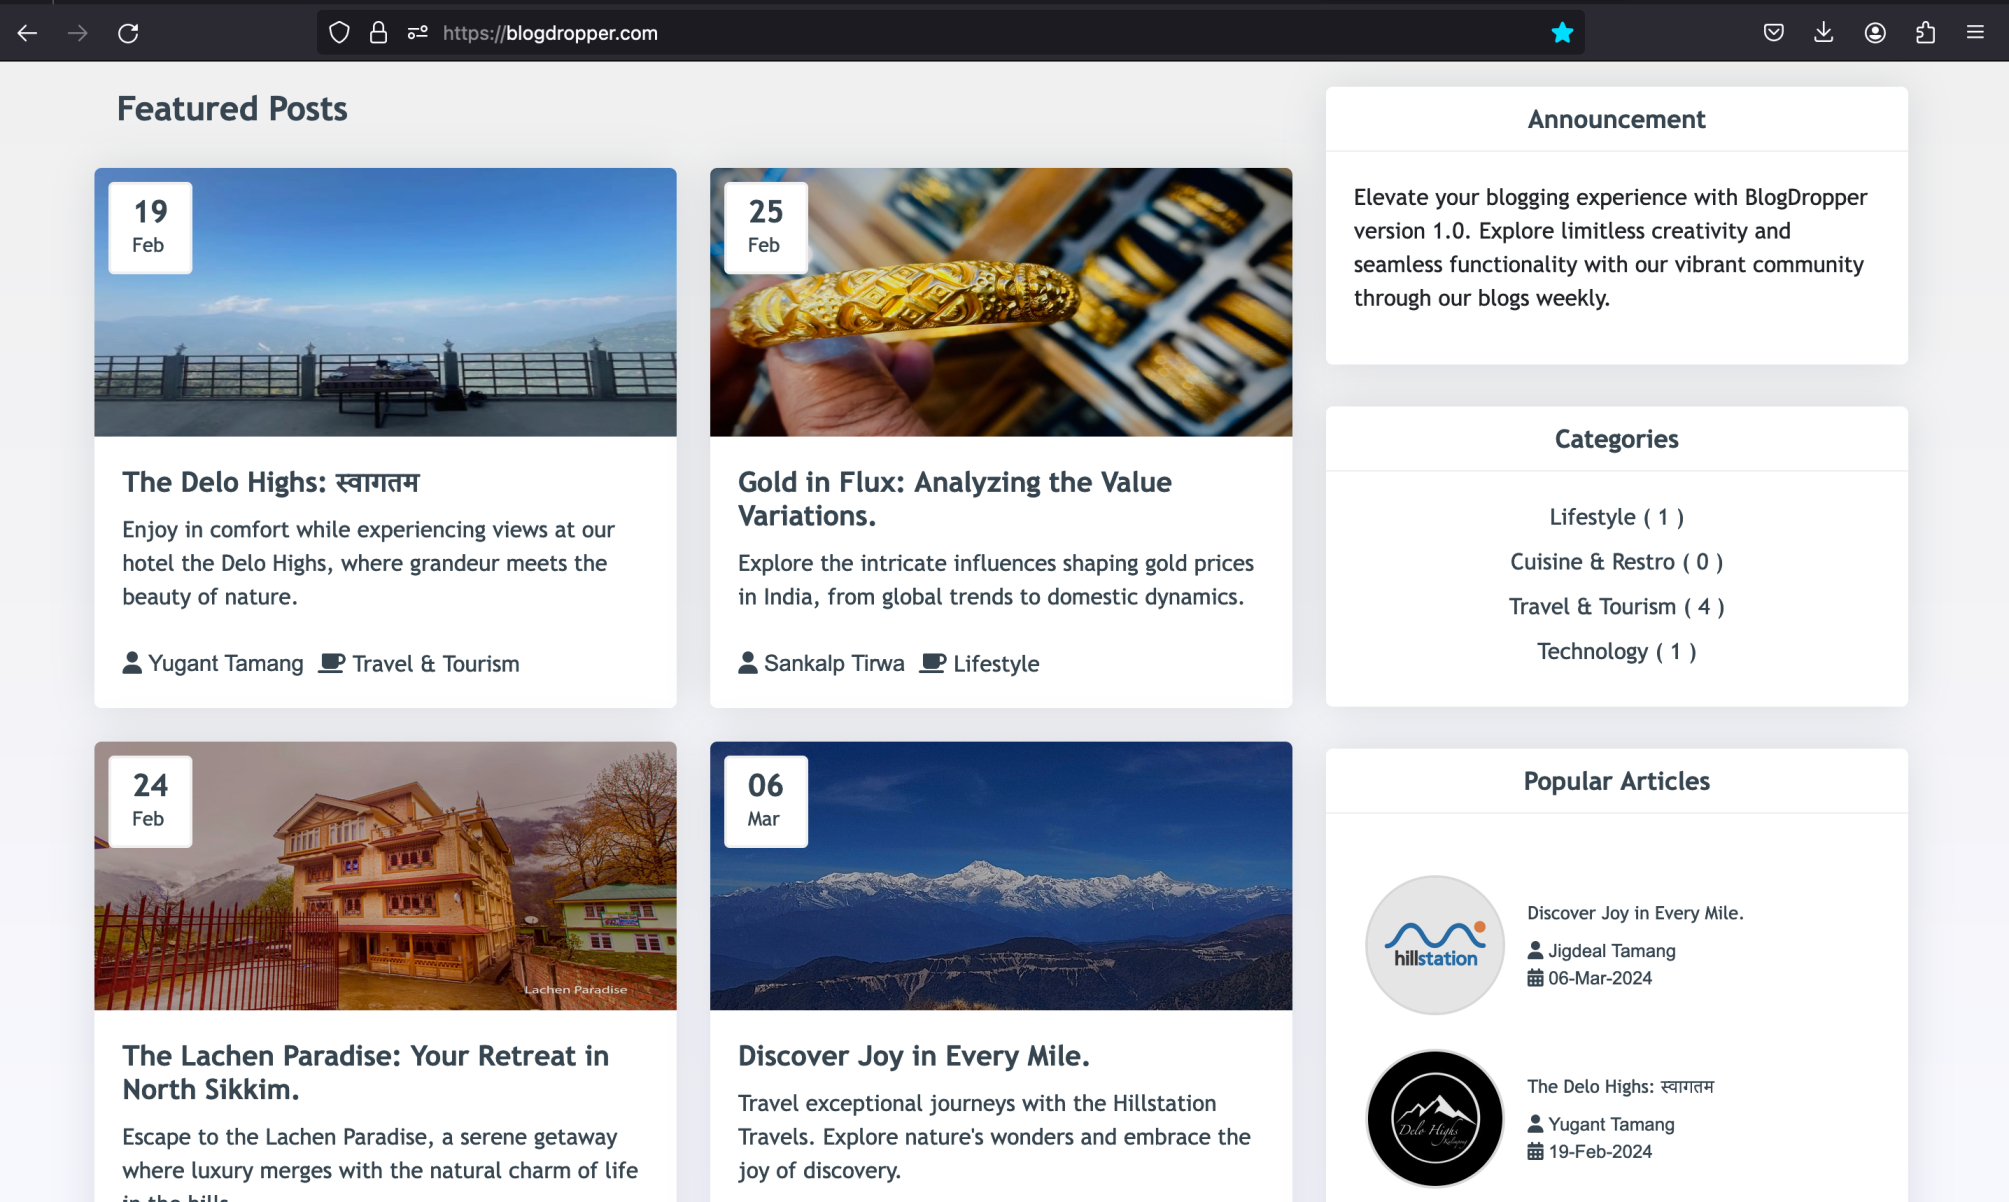 https://blogdropper.com
Featured Posts
19
Feb
The Delo Highs: स्वागतम
Enjoy in comfort while experiencing views at our
hotel the Delo Highs, where grandeur meets the
beauty of nature.
Yugant Tamang Travel & Tourism
25
Feb
Gold in Flux: Analyzing the Value
Variations.
Explore the intricate influences shaping gold prices
in India, from global trends to domestic dynamics.
Sankalp Tirwa Lifestyle
24
Feb
Lachen Paradise
The Lachen Paradise: Your Retreat in
North Sikkim.
Escape to the Lachen Paradise, a serene getaway
where luxury merges with the natural charm of life
in the hills
06
Mar
Discover Joy in Every Mile.
Travel exceptional journeys with the Hillstation
Travels. Explore nature's wonders and embrace the
joy of discovery.
Announcement
Elevate your blogging experience with BlogDropper
version 1.0. Explore limitless creativity and
seamless functionality with our vibrant community
through our blogs weekly.
Categories
Lifestyle ( 1 )
Cuisine & Restro ( 0 )
Travel & Tourism ( 4 )
Technology ( 1 )
Popular Articles
hillstation
Discover Joy in Every Mile.
Jigdeal Tamang
06-Mar-2024
Delo Highs
The Delo Highs: स्वागतम
Yugant Tamang
19-Feb-2024